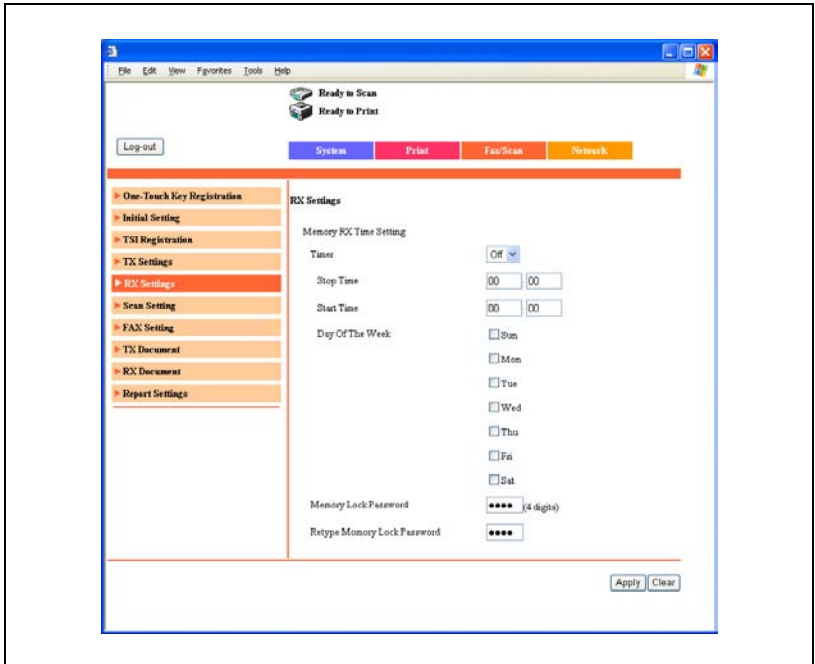 File Edit View Favorites Tools Help
Ready to Scan
Ready to Print
Log-out
System Print Fax/Scan Network
One-Touch Key Registration
Initial Setting
TSI Registration
TX Settings
RX Settings
Scan Setting
FAX Setting
TX Document
RX Document
Report Settings
RX Settings
Memory RX Time Setting
Timer Off
Stop Time 00 00
Start Time 00 00
Day Of The Week Sun
Mon
Tue
Wed
Thu
Fri
Sat
Memory Lock Password •••• (4 digits)
Retype Momory Lock Password ••••
Apply Clear